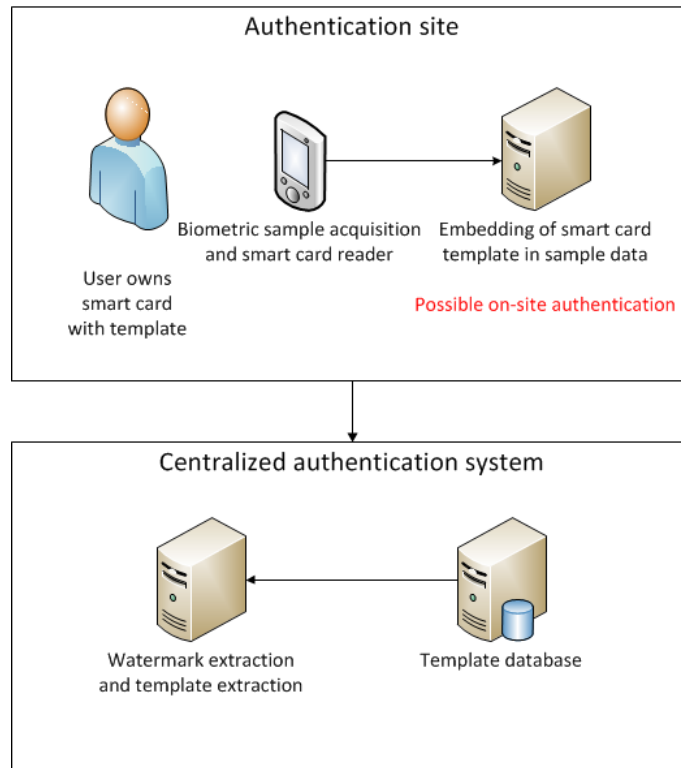 Authentication site
Biometric sample acquisition
and smart card reader
Embedding of smart card
template in sample data
User owns
smart card
with template
Possible on-site authentication
Centralized authentication system
Watermark extraction
and template extraction
Template database